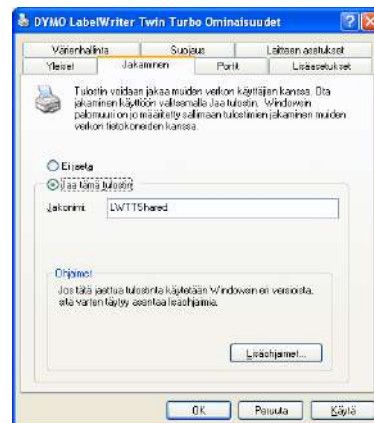 DYMO LabelWriter Twin Turbo Ominaisuudet
Värienhallinta Suojaus Laitteen asetukset
Yleiset Jakaminen Portit Lisäasetukset
Tulostin voidaan jakaa muiden verkon käyttäjien kanssa. Ota
jakaminen käyttöön valitsemalla Jaa tulostin. Windowsin
palomuuri on jo määritetty sallimaan tulostimien jakaminen muiden
verkon tietokoneiden kanssa.
Ei jaeta
Jaa tämä tulostin
Jakonimi: LWTTShared
Ohjaimet
Jos tätä jaettua tulostinta käytetään Windowsin eri versioista,
sitä varten täytyy asentaa lisäohjaimia.
Lisäohjaimet...
OK Peruuta Käytä